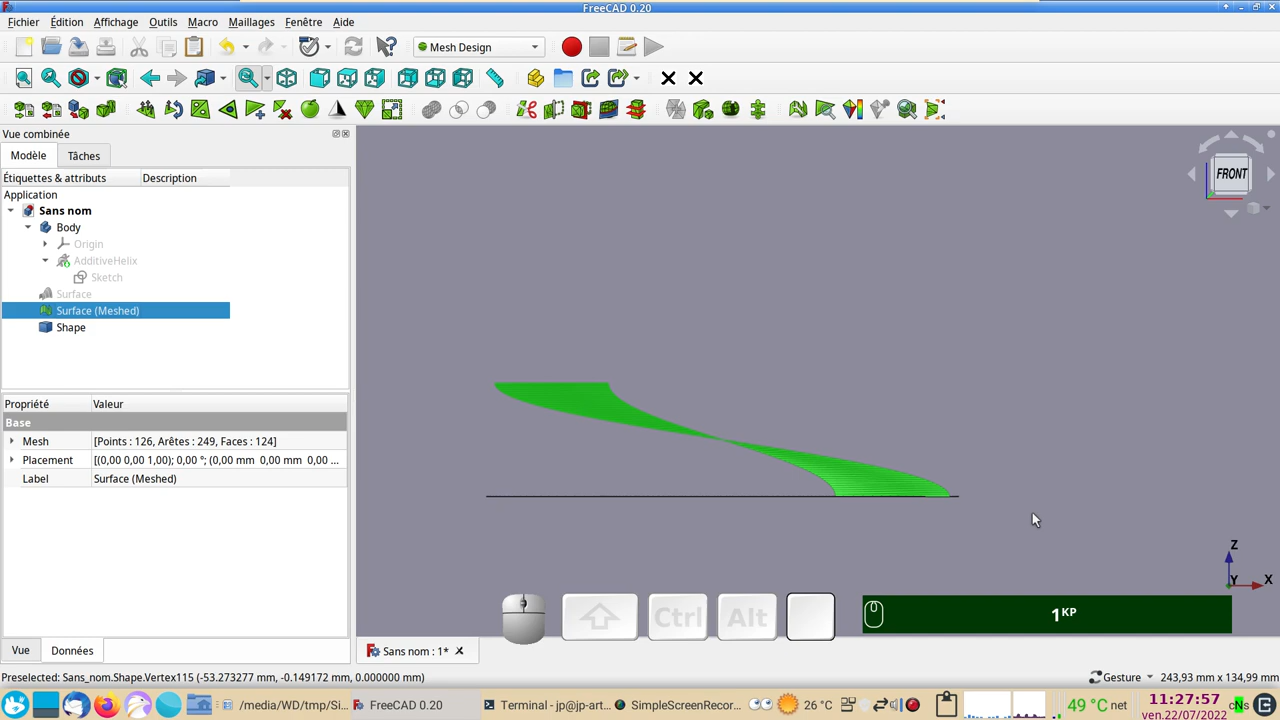 FreeCAD 0.20
Fichier Édition Affichage Outils Macro Maillages Fenêtre Aide
Mesh Design
Vue combinée
Modèle Tâches
Étiquettes & attributs Description
Application
Sans nom
Body
Origin
AdditiveHelix
Sketch
Surface
Surface (Meshed)
Shape
Propriété Valeur
Base
Mesh [Points : 126, Arêtes : 249, Faces : 124]
Placement [(0,00 0,00 1,00); 0,00 °; (0,00 mm 0,00 mm 0,00 ...
Label Surface (Meshed)
FRONT
Z
Y
X
Ctrl Alt
1KP
Vue Données
Sans nom : 1*
Preselected: Sans_nom.Shape.Vertex115 (-53.273277 mm, -0.149172 mm, 0.000000 mm)
Gesture 243,93 mm x 134,99 mm
/media/WD/tmp/Si...
FreeCAD 0.20
Terminal - jp@jp-art...
SimpleScreenRecor...
26 °C
49 °C
net
11:27:57
ven.22/07/2022